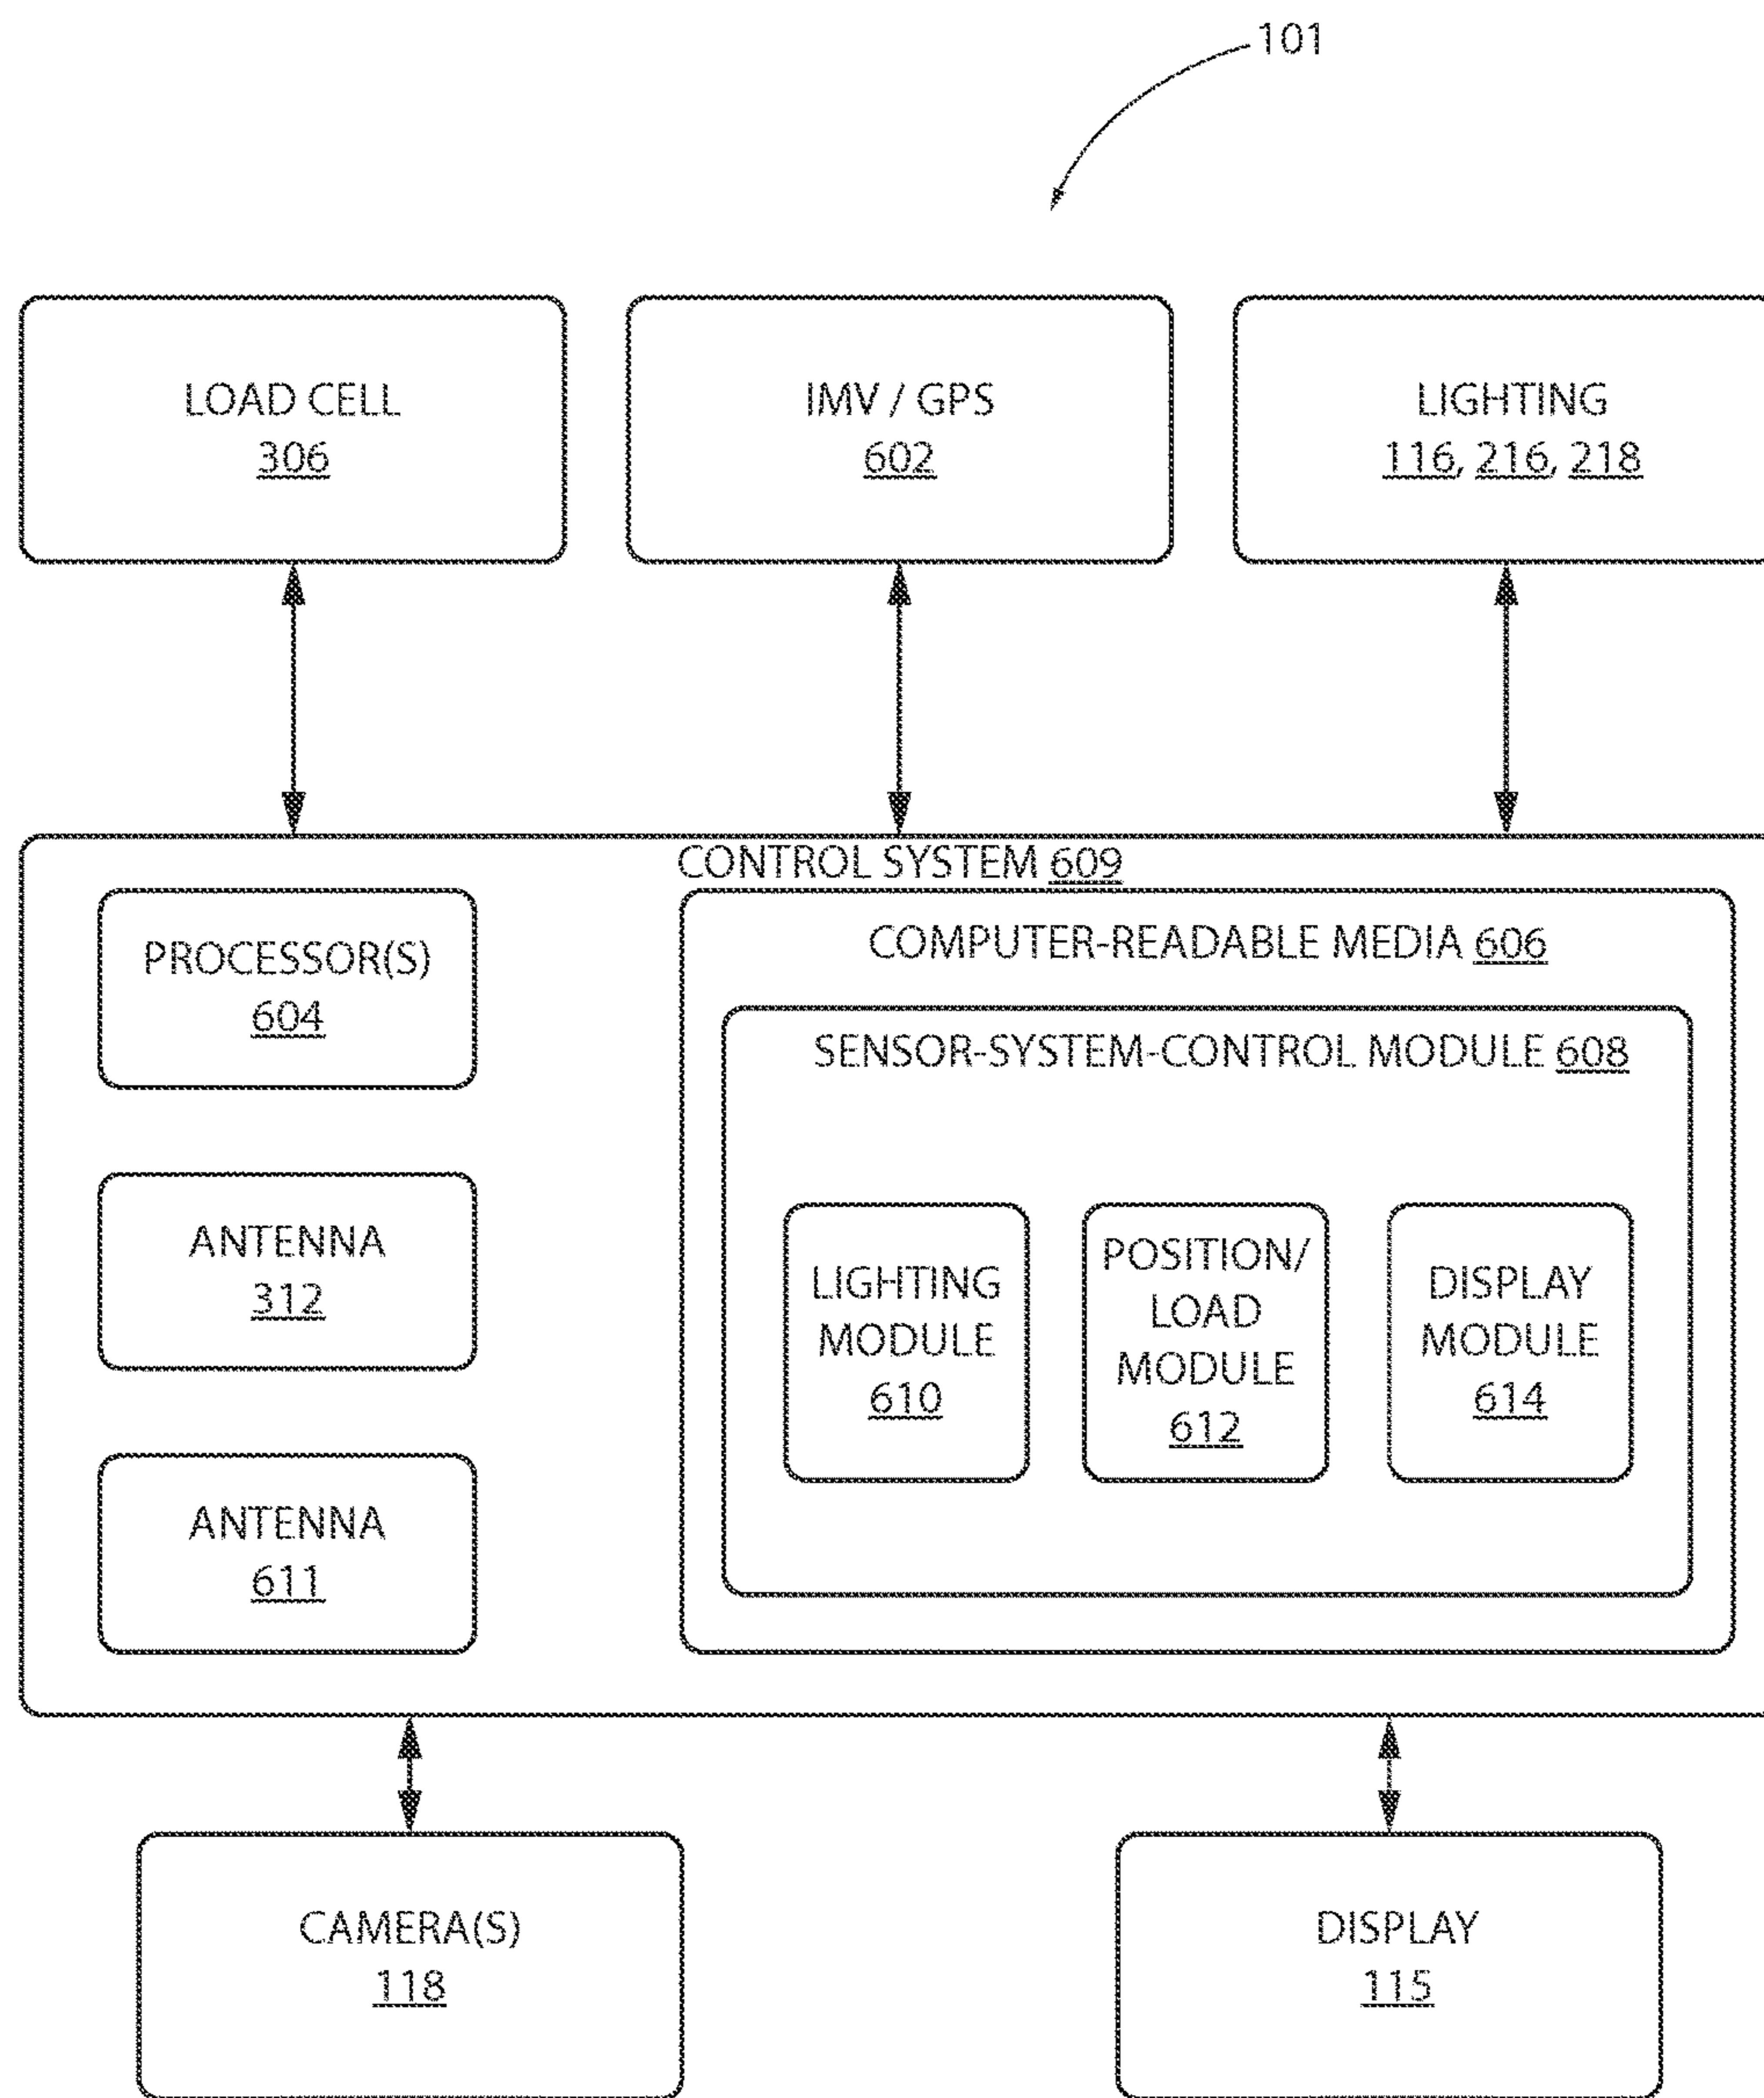 101
LOAD CELL
306
IMV / GPS
602
LIGHTING
116, 216, 218
CONTROL SYSTEM 609
PROCESSOR(S)
604
ANTENNA
312
ANTENNA
611
COMPUTER-READABLE MEDIA 606
SENSOR-SYSTEM-CONTROL MODULE 608
LIGHTING
MODULE
610
POSITION/
LOAD
MODULE
612
DISPLAY
MODULE
614
CAMERA(S)
118
DISPLAY
115